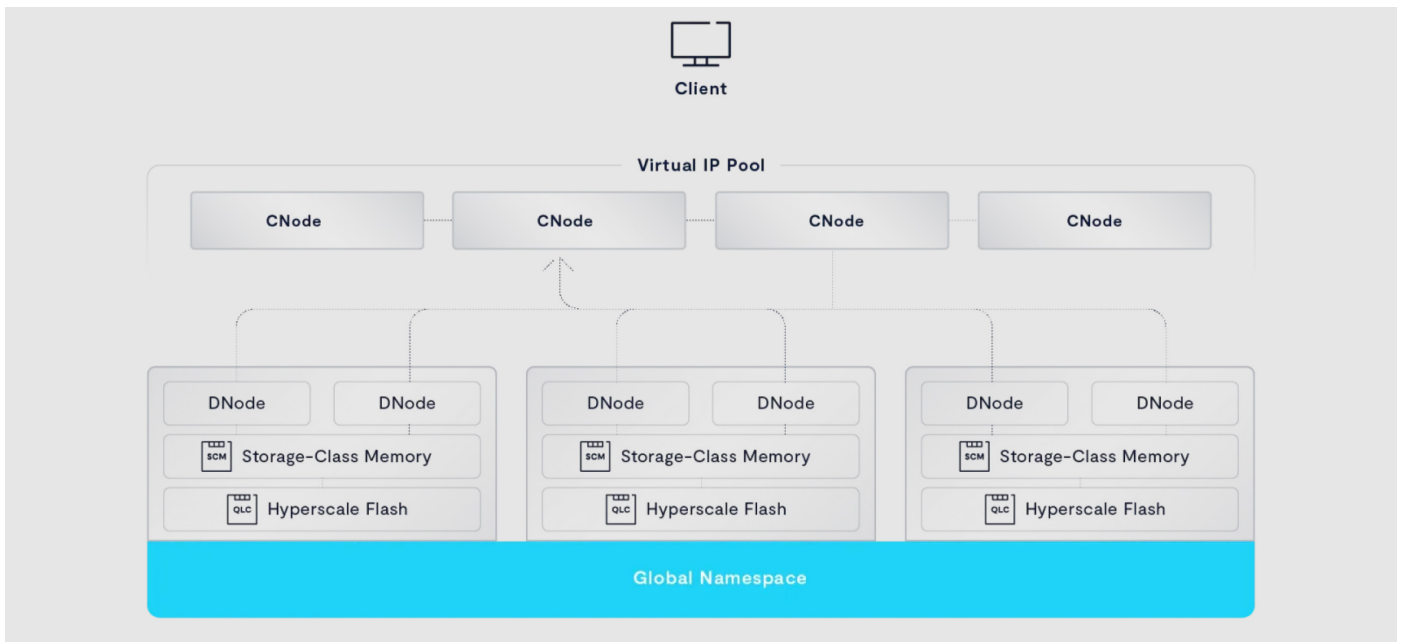 Client
Virtual IP Pool
CNode CNode CNode CNode
DNode DNode DNode DNode DNode DNode
SCM Storage-Class Memory SCM Storage-Class Memory SCM Storage-Class Memory
QLC Hyperscale Flash QLC Hyperscale Flash QLC Hyperscale Flash
Global Namespace